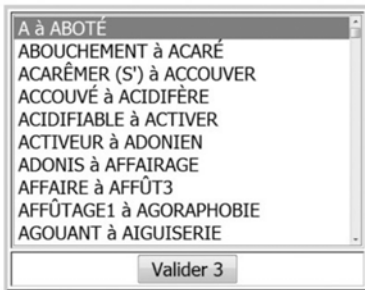 A à ABOTÉ
ABOUCHEMENT à ACARÉ
ACARÊMER (S') à ACCOUVER
ACCOUVÉ à ACIDIFÈRE
ACIDIFIABLE à ACTIVER
ACTIVEUR à ADONIEN
ADONIS à AFFAIRAGE
AFFAIRE à AFFÛT3
AFFÛTAGE1 à AGORAPHOBIE
AGOUANT à AIGUISERIE
Valider 3